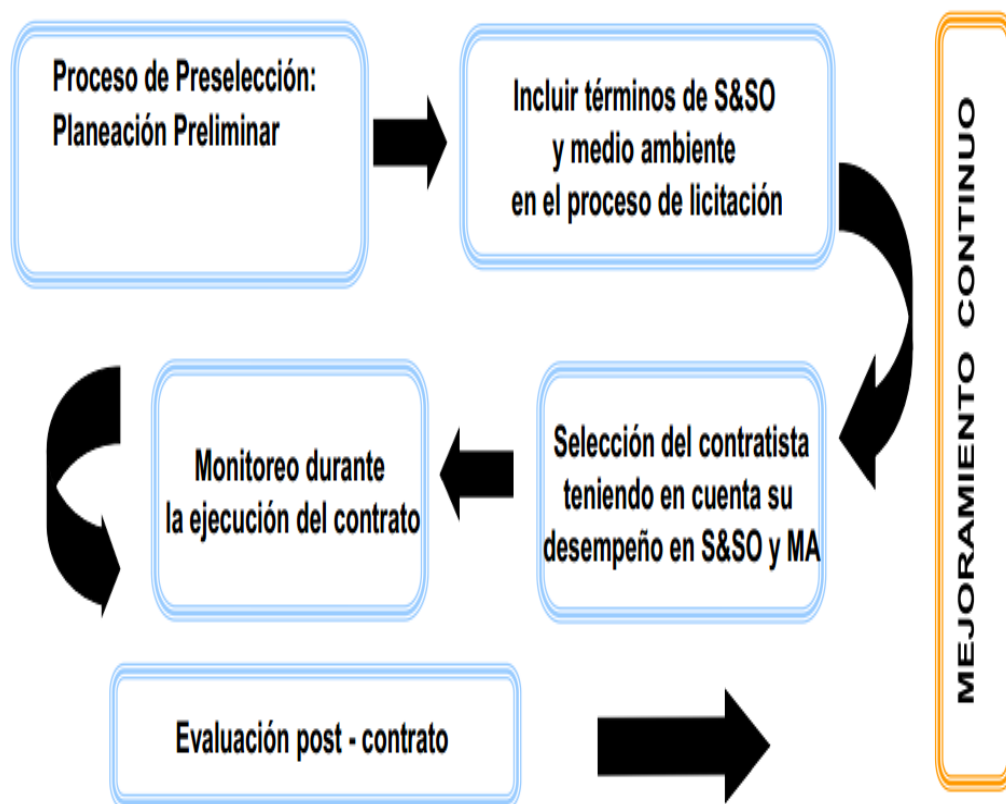 Proceso de Preselección:
Planeación Preliminar
Incluir términos de S&SO
y medio ambiente
en el proceso de licitación
Selección del contratista
teniendo en cuenta su
desempeño en S&SO y MA
Monitoreo durante
la ejecución del contrato
Evaluación post - contrato
MEJORAMIENTO CONTINUO